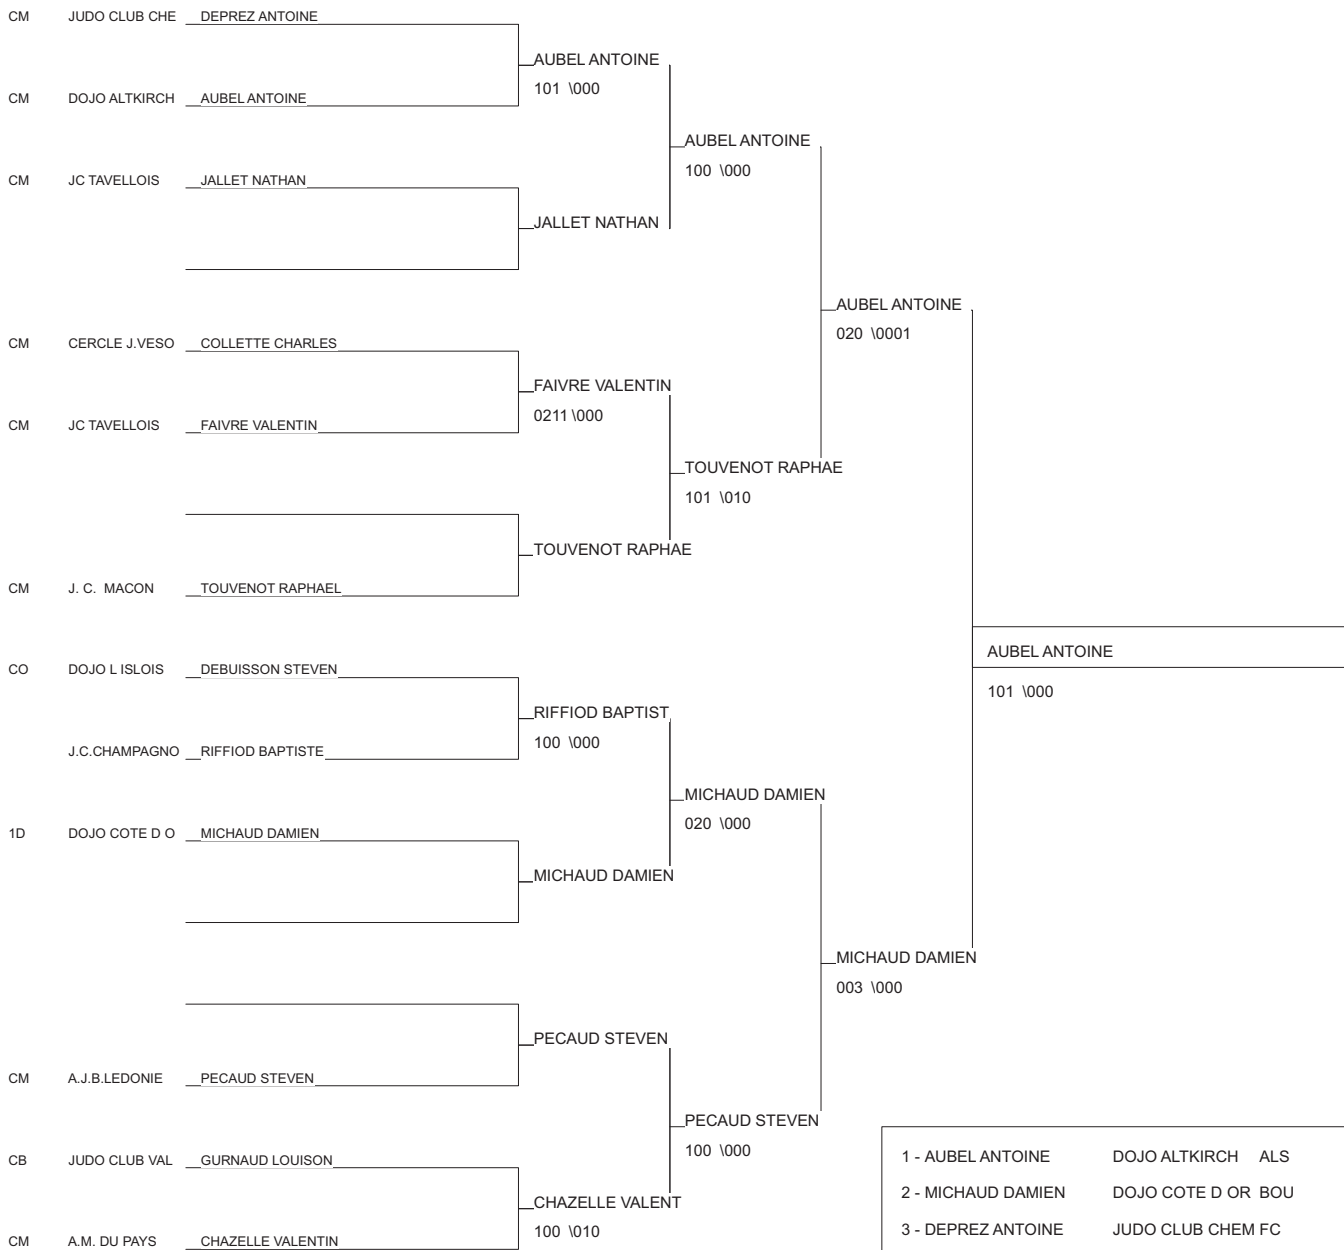 CM JUDO CLUB CHE DEPREZ ANTOINE
AUBEL ANTOINE
101 \000
CM DOJO ALTKIRCH AUBEL ANTOINE
AUBEL ANTOINE
100 \000
CM JC TAVELLOIS JALLET NATHAN
JALLET NATHAN
AUBEL ANTOINE
020 \0001
CM CERCLE J.VESO COLLETTE CHARLES
FAIVRE VALENTIN
0211 \000
CM JC TAVELLOIS FAIVRE VALENTIN
TOUVENOT RAPHAE
101 \010
TOUVENOT RAPHAE
CM J. C. MACON TOUVENOT RAPHAEL
AUBEL ANTOINE
101 \000
CO DOJO L ISLOIS DEBUISSON STEVEN
RIFFIOD BAPTIST
100 \000
J.C.CHAMPAGNO RIFFIOD BAPTISTE
MICHAUD DAMIEN
020 \000
1D DOJO COTE D O MICHAUD DAMIEN
MICHAUD DAMIEN
MICHAUD DAMIEN
003 \000
PECAUD STEVEN
CM A.J.B.LEDONIE PECAUD STEVEN
PECAUD STEVEN
100 \000
CB JUDO CLUB VAL GURNAUD LOUISON
CHAZELLE VALENT
100 \010
CM A.M. DU PAYS CHAZELLE VALENTIN
1 - AUBEL ANTOINE DOJO ALTKIRCH ALS
2 - MICHAUD DAMIEN DOJO COTE D OR BOU
3 - DEPREZ ANTOINE JUDO CLUB CHEM FC